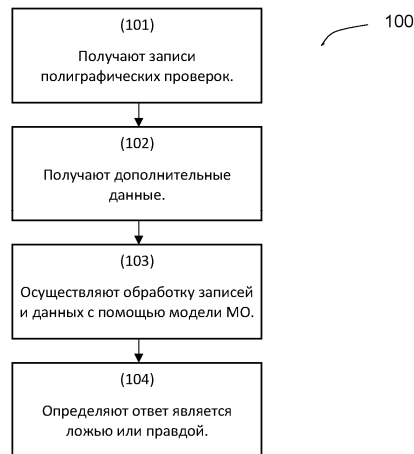 (101)
Получают записи
полиграфических проверок.
100
(102)
Получают дополнительные
данные.
(103)
Осуществляют обработку записей
и данных с помощью модели МО.
(104)
Определяют ответ является
ложью или правдой.